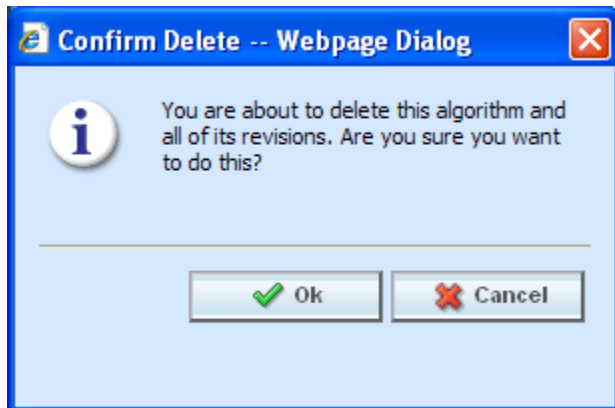 Confirm Delete -- Webpage Dialog
You are about to delete this algorithm and
all of its revisions. Are you sure you want
to do this?
Ok
Cancel